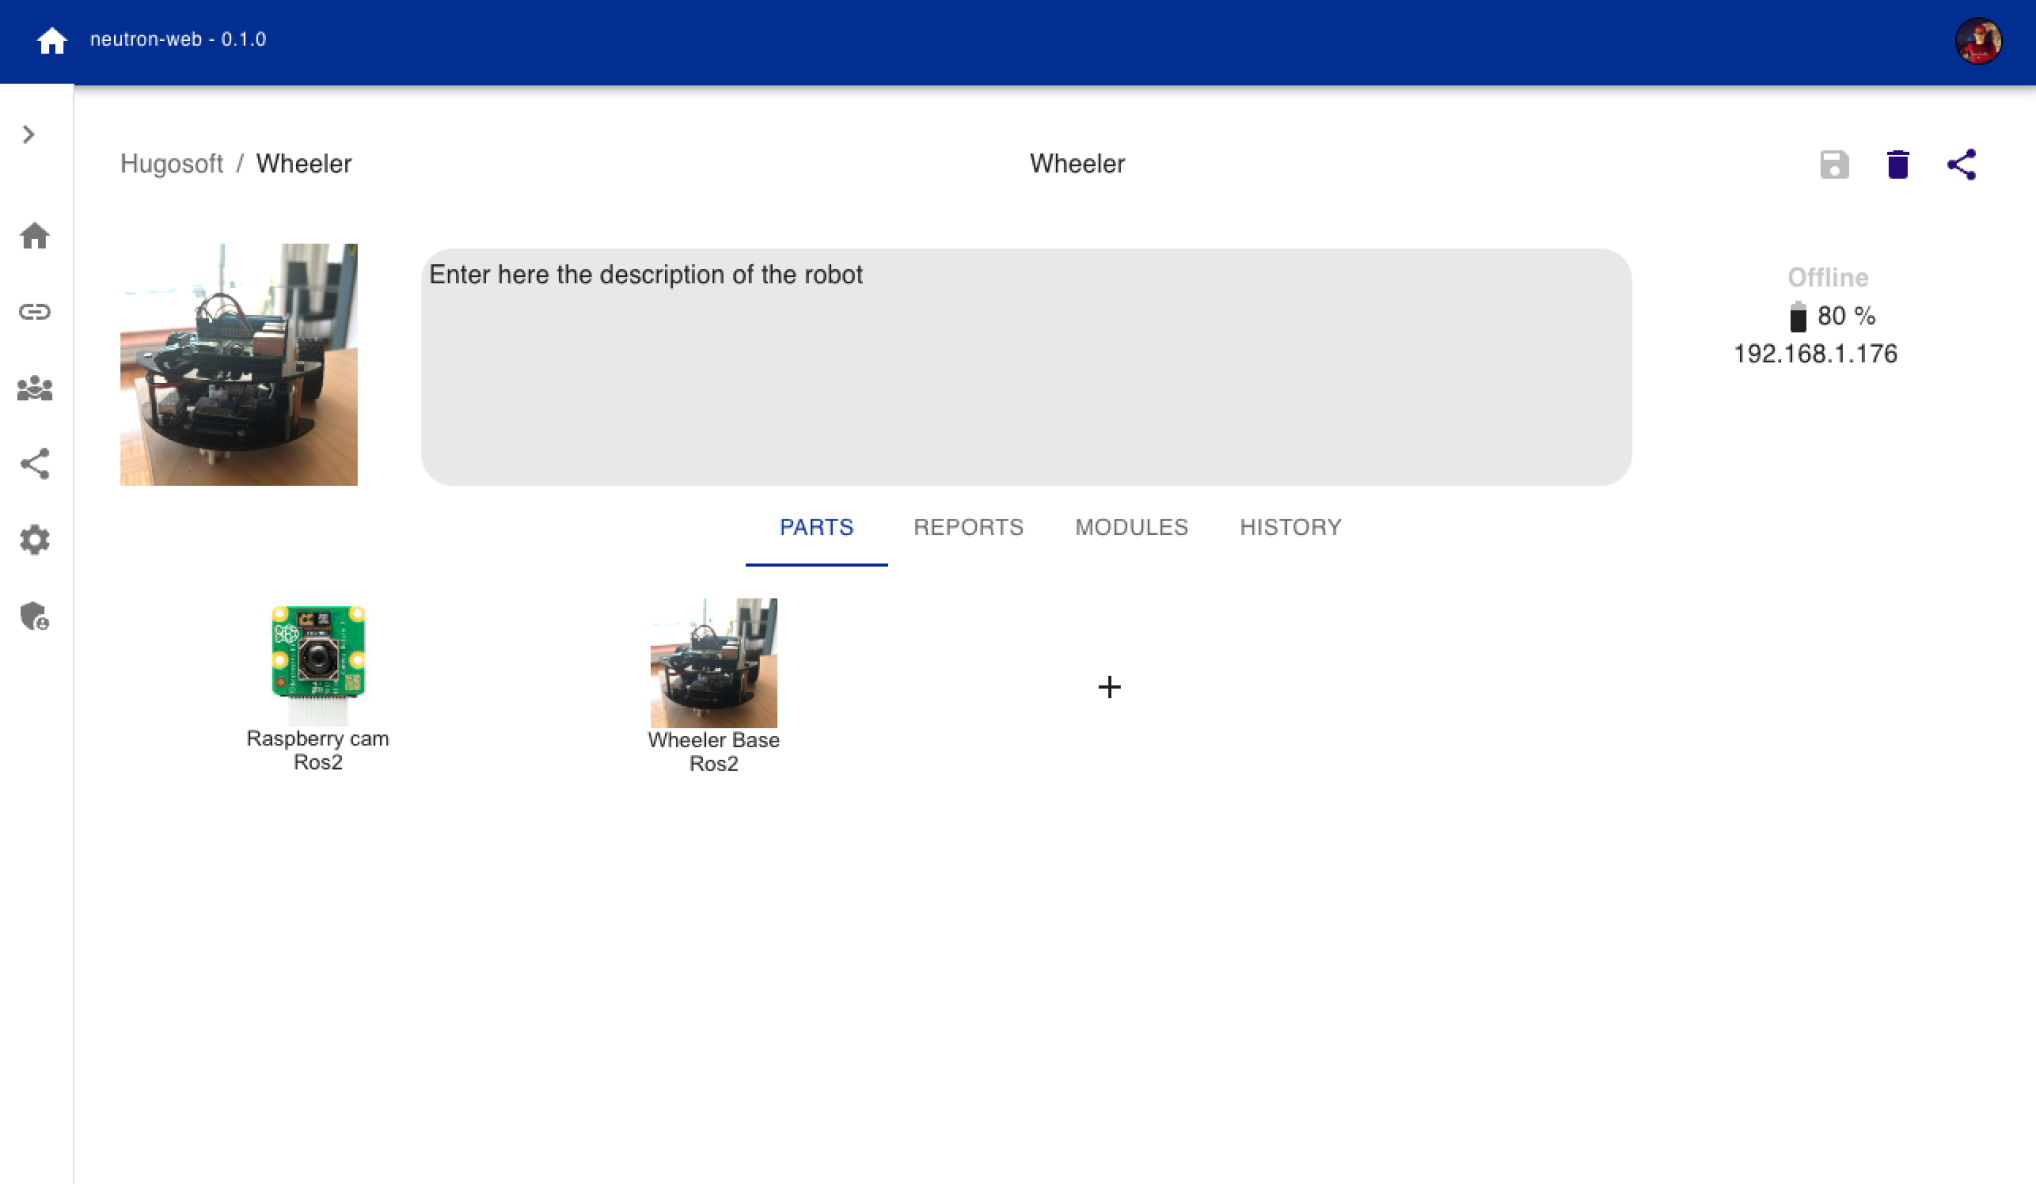 neutron-web - 0.1.0
Hugosoft / Wheeler
Wheeler
Enter here the description of the robot
Offline
80 %
192.168.1.176
PARTS REPORTS MODULES HISTORY
Raspberry cam
Ros2
Wheeler Base
Ros2